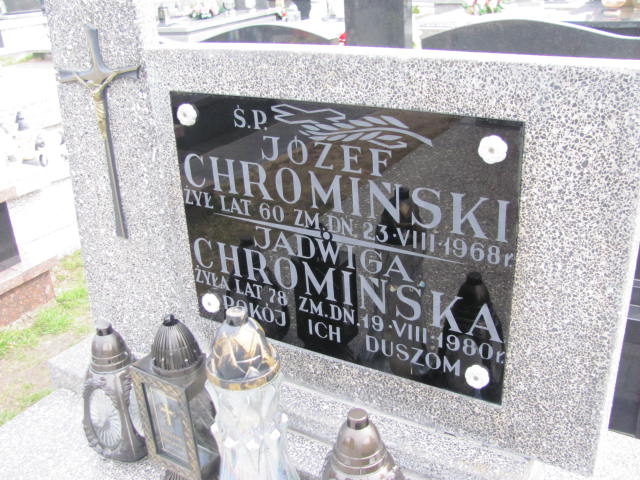 Ś.P.
JÓZEF
CHROMIŃSKI
ŻYŁ LAT 60 ZM. DN. 23·VIII·1968r.
JADWIGA
CHROMIŃSKA
ŻYŁA LAT 78 ZM. DN. 19·VIII·1980r.
POKÓJ ICH DUSZOM